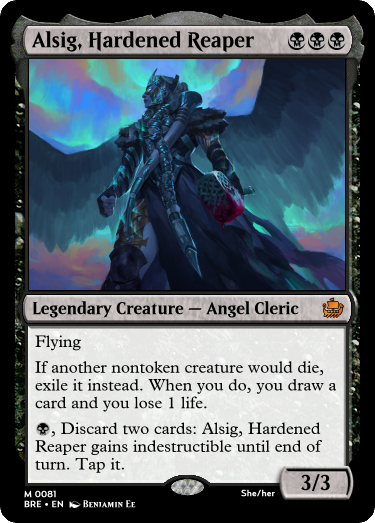 Alsig, Hardened Reaper
Legendary Creature — Angel Cleric
Flying
If another nontoken creature would die,
exile it instead. When you do, you draw a
card and you lose 1 life.
, Discard two cards: Alsig, Hardened
Reaper gains indestructible until end of
turn. Tap it.
3/3
M 0081
She/her
BRE • EN Benjamin Ee